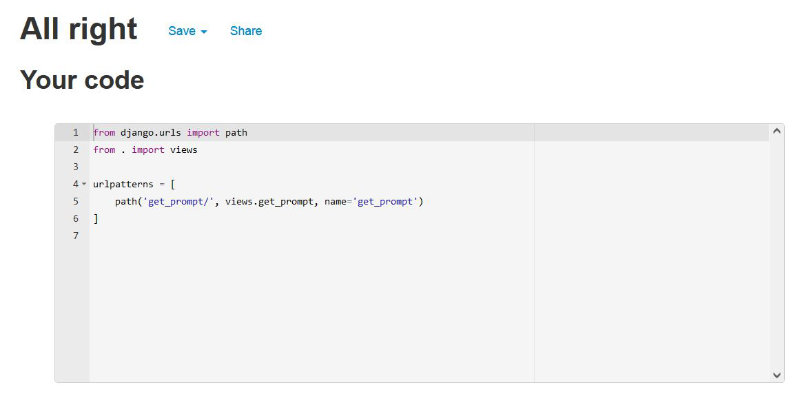 All right Save Share
Your code
1 from django.urls import path
2 from . import views
3
4 urlpatterns = [
5     path('get_prompt/', views.get_prompt, name='get_prompt')
6 ]
7